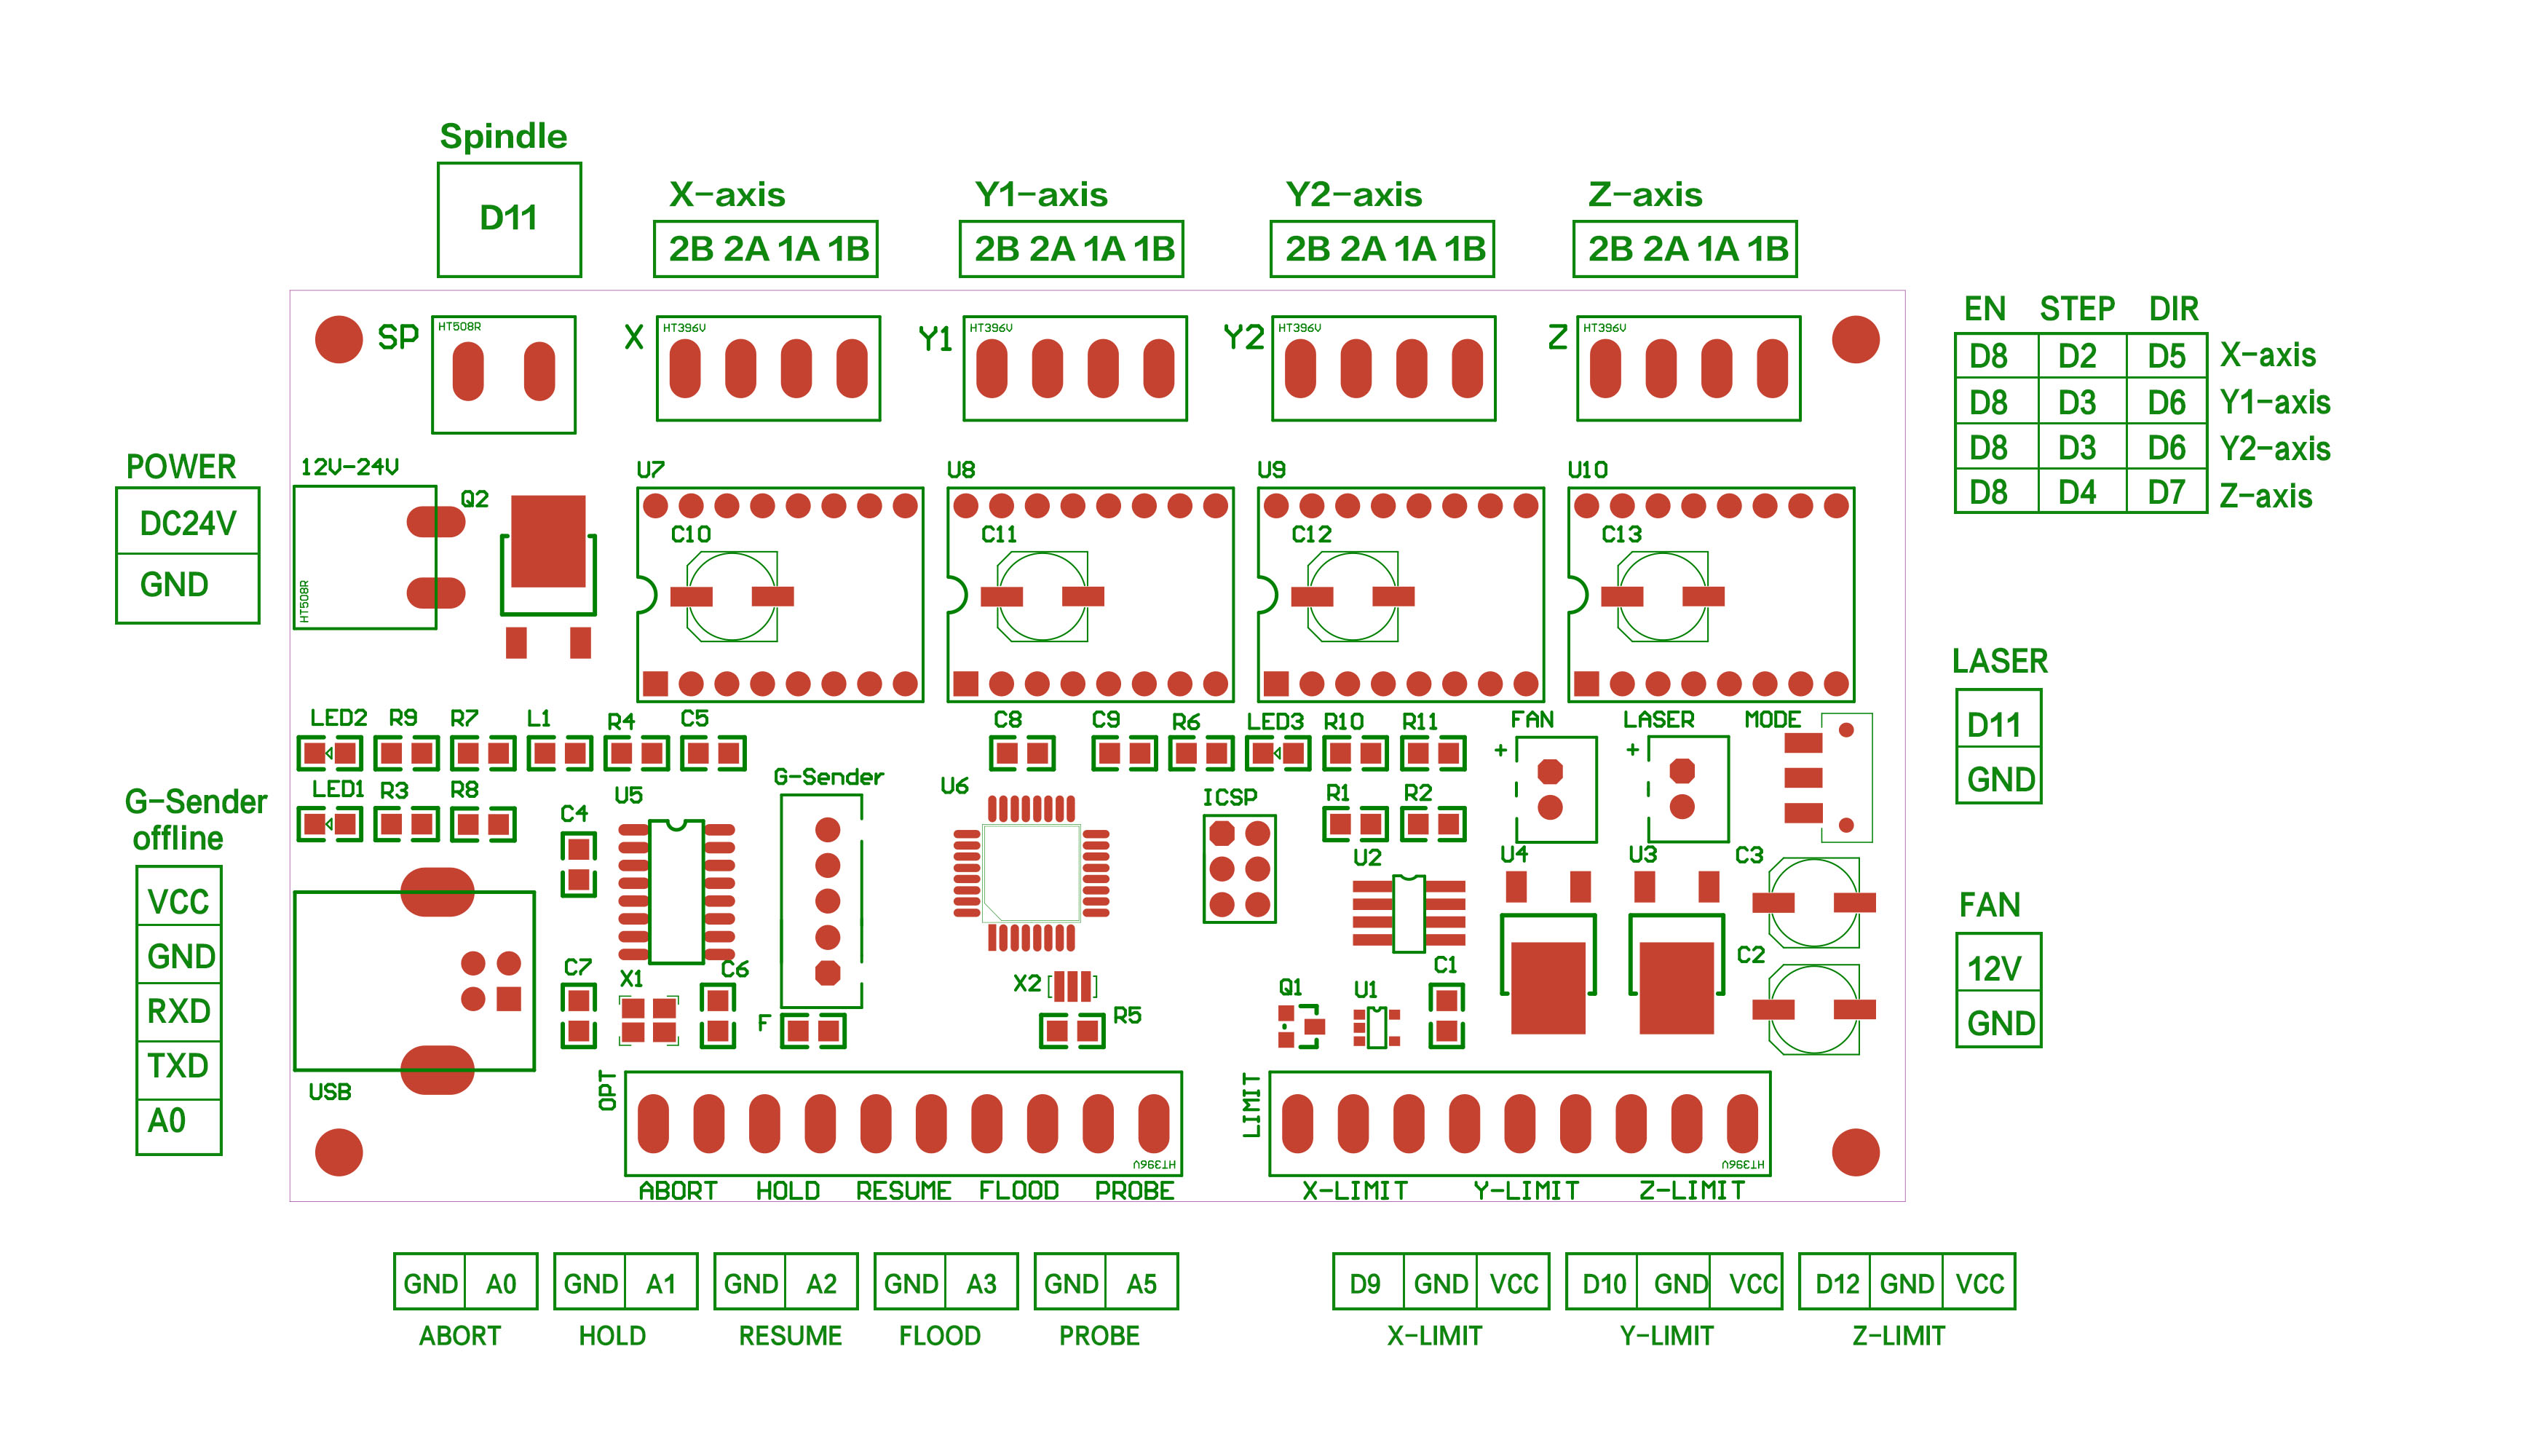 Spindle
D11
X-axis
2B 2A 1A 1B
Y1-axis
2B 2A 1A 1B
Y2-axis
2B 2A 1A 1B
Z-axis
2B 2A 1A 1B
EN STEP DIR
D8 D2 D5 X-axis
D8 D3 D6 Y1-axis
D8 D3 D6 Y2-axis
D8 D4 D7 Z-axis
SP
HT508R
X
HT396V
Y1
HT396V
Y2
HT396V
Z
HT396V
POWER
DC24V
GND
12V-24V
HT508R
Q2
U7
C10
U8
C11
U9
C12
U10
C13
LED2 R9 R7 L1 R4 C5 C8 C9 R6 LED3 R10 R11 FAN LASER MODE
+ +
LED1 R3 R8 C4 U5 G-Sender U6 ICSP R1 R2
U2 U4 U3 C3
C7 X1 C6 X2 Q1 U1 C1 C2
F R5
USB
OPT
HT396V
LIMIT
HT396V
ABORT HOLD RESUME FLOOD PROBE X-LIMIT Y-LIMIT Z-LIMIT
LASER
D11
GND
FAN
12V
GND
G-Sender
offline
VCC
GND
RXD
TXD
A0
GND A0
ABORT
GND A1
HOLD
GND A2
RESUME
GND A3
FLOOD
GND A5
PROBE
D9 GND VCC
X-LIMIT
D10 GND VCC
Y-LIMIT
D12 GND VCC
Z-LIMIT